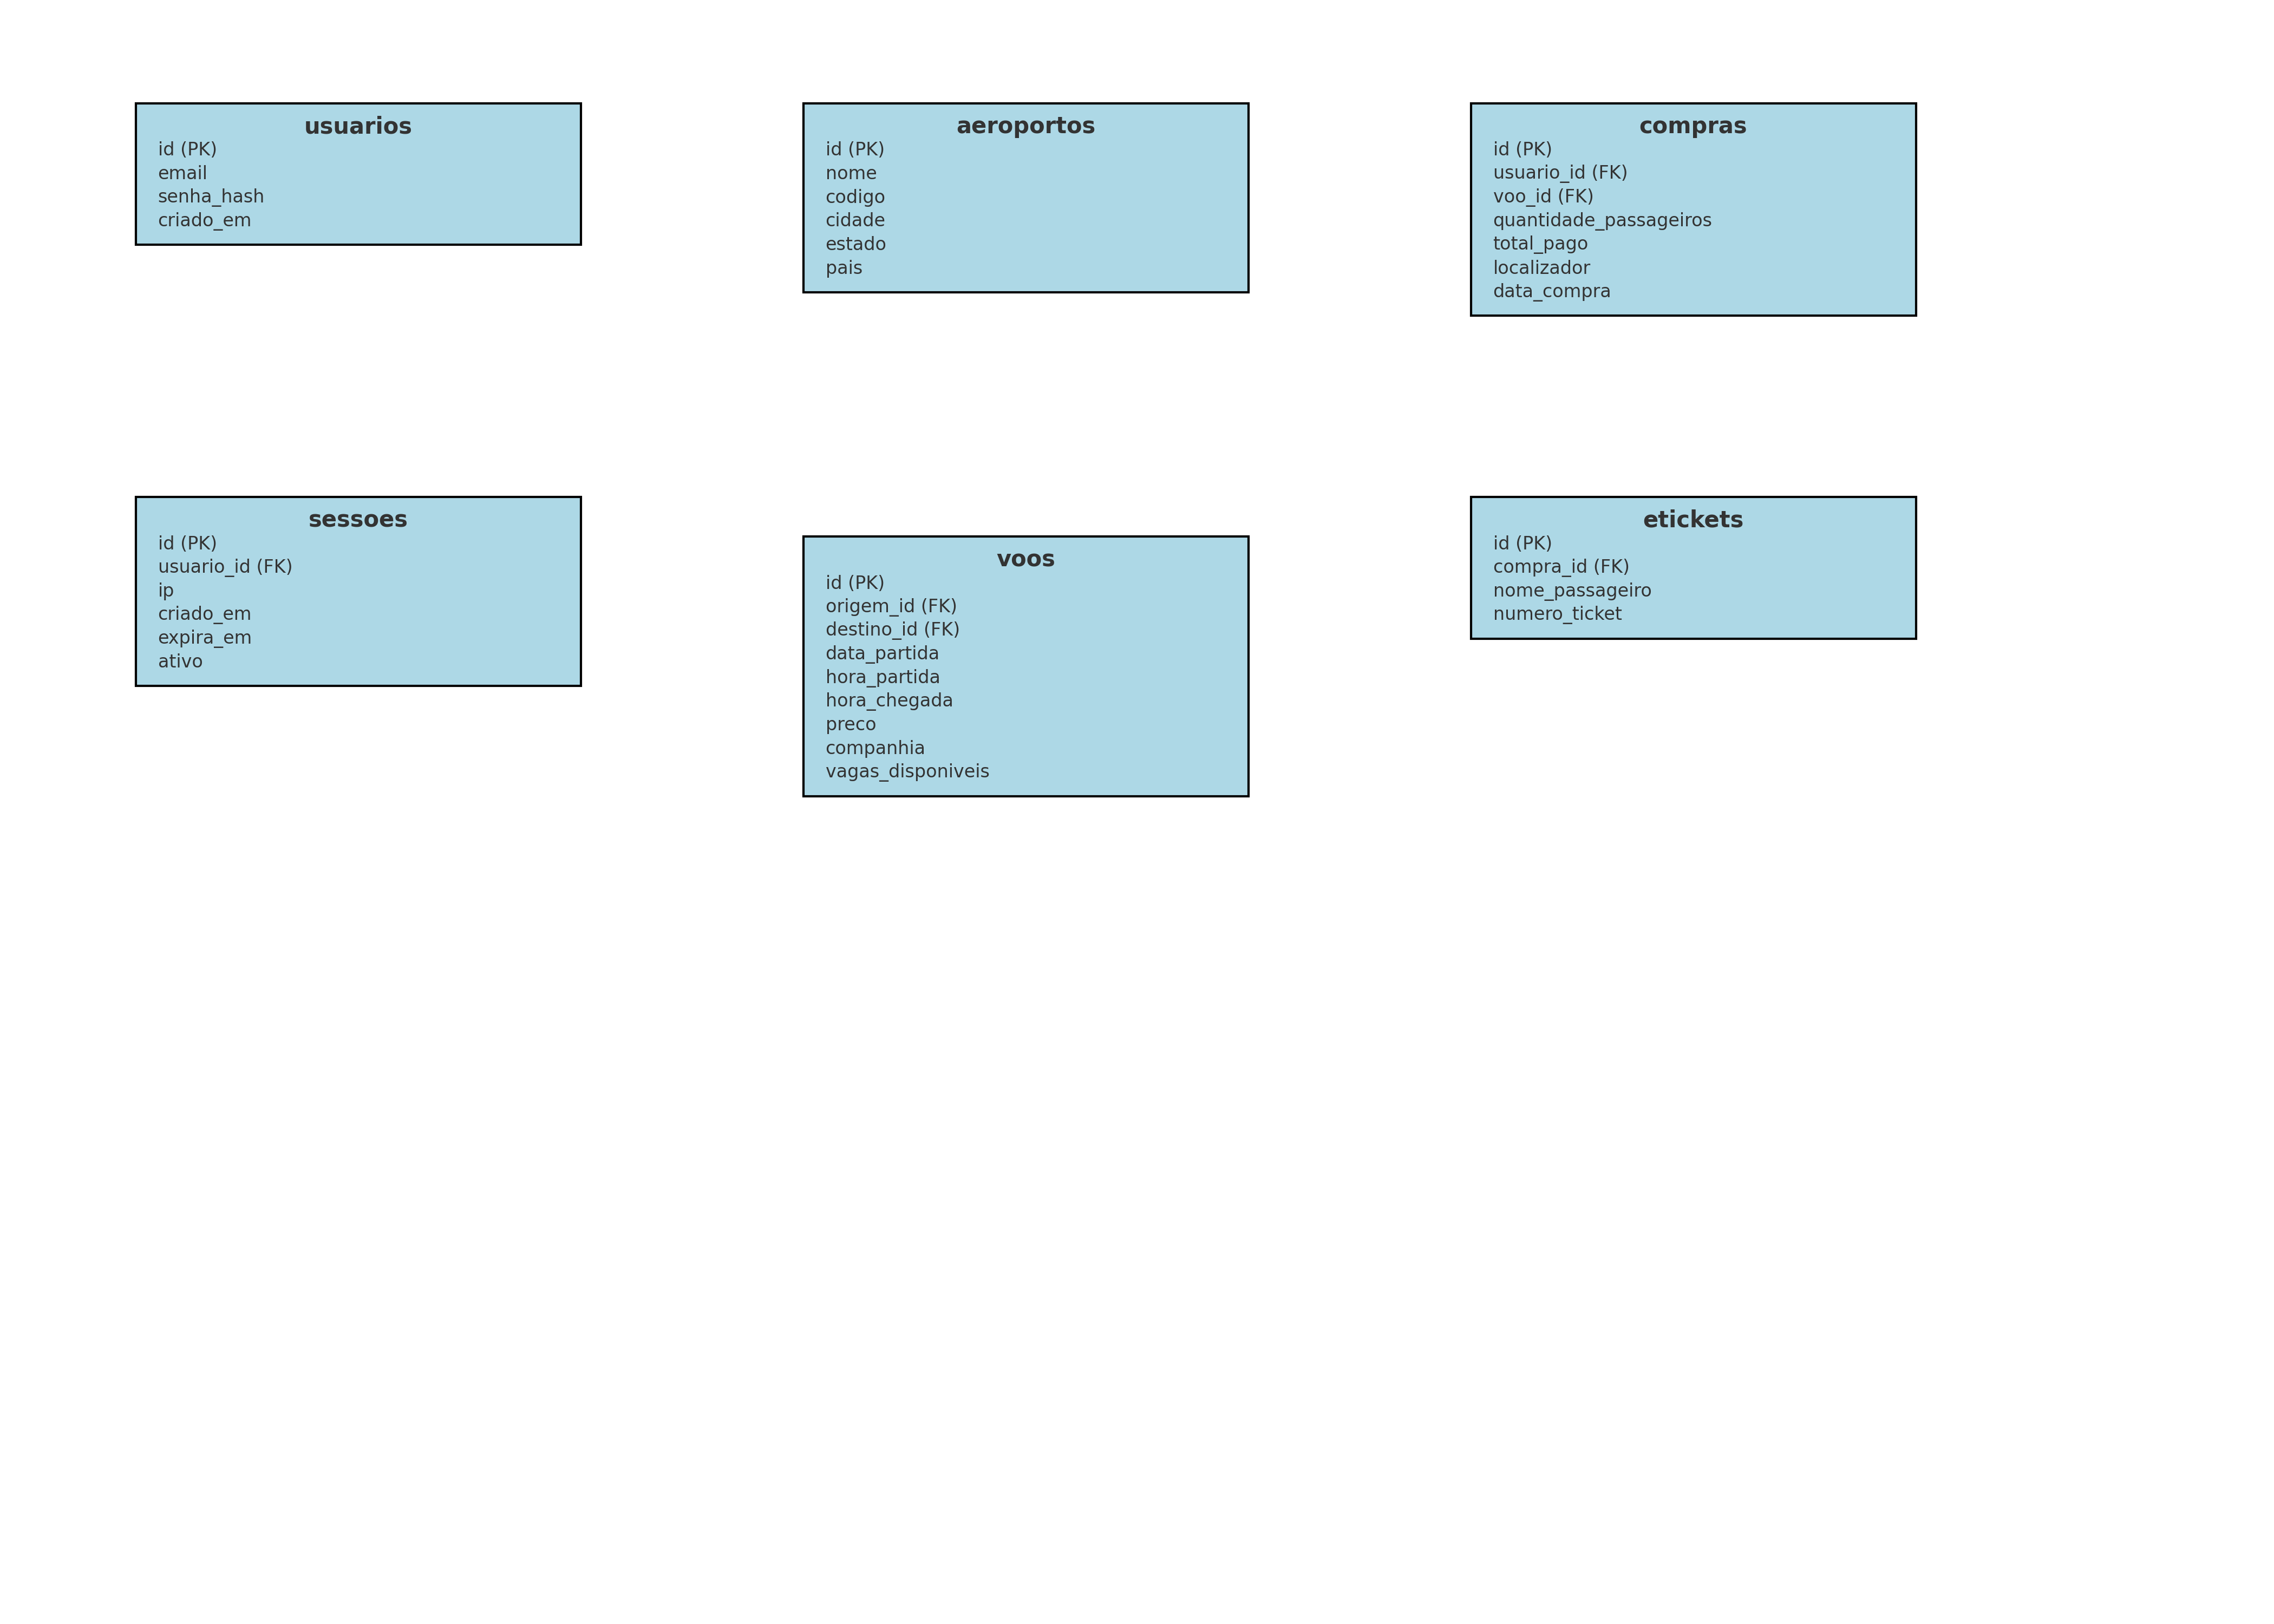 usuarios
id (PK)
email
senha_hash
criado_em
aeroportos
id (PK)
nome
codigo
cidade
estado
pais
compras
id (PK)
usuario_id (FK)
voo_id (FK)
quantidade_passageiros
total_pago
localizador
data_compra
sessoes
id (PK)
usuario_id (FK)
ip
criado_em
expira_em
ativo
voos
id (PK)
origem_id (FK)
destino_id (FK)
data_partida
hora_partida
hora_chegada
preco
companhia
vagas_disponiveis
etickets
id (PK)
compra_id (FK)
nome_passageiro
numero_ticket